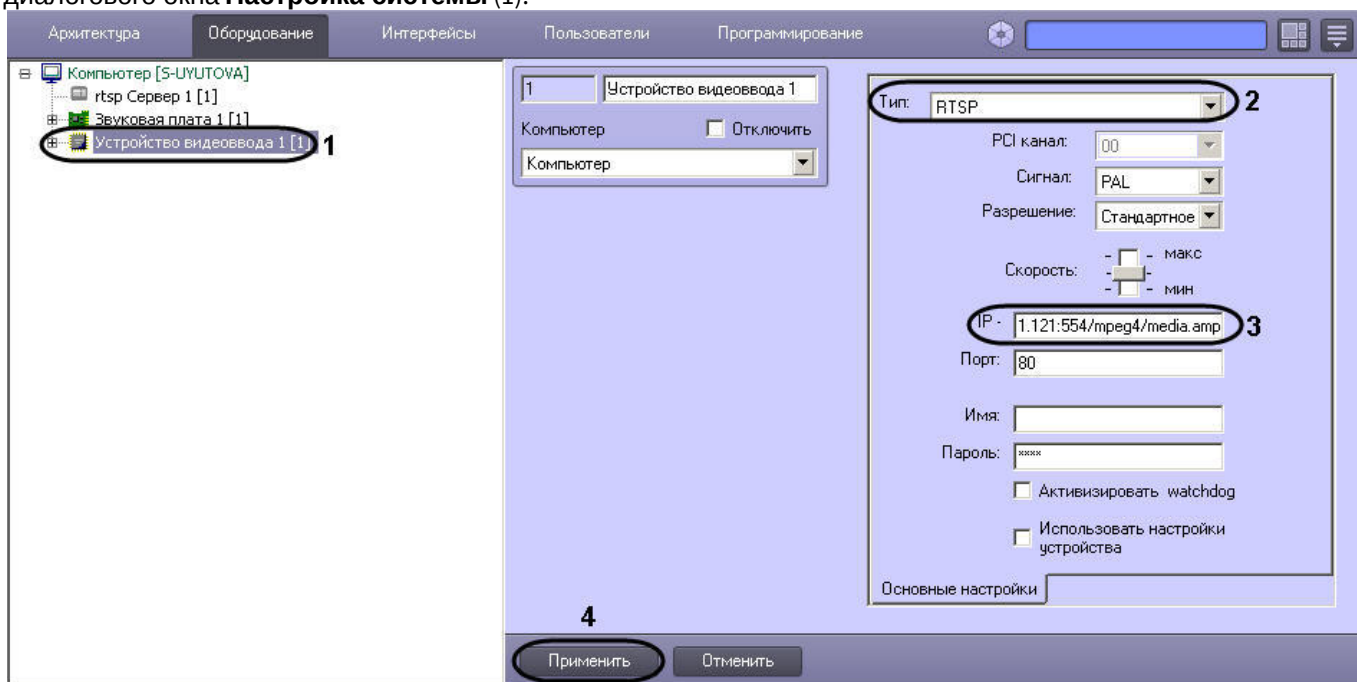 диалогового окна Настройка системы (1).
Архитектура Оборудование Интерфейсы Пользователи Программирование
Компьютер [S-UYUTOVA]
rtsp Сервер 1 [1]
Звуковая плата 1 [1]
Устройство видеоввода 1 [1] 1
1 Устройство видеоввода 1
Компьютер Отключить
Компьютер
Тип: RTSP 2
PCI канал: 00
Сигнал: PAL
Разрешение: Стандартное
Скорость: - - макс
- -
- - мин
IP - 1.121:554/mpeg4/media.amp 3
Порт: 80
Имя:
Пароль: ****
Активизировать watchdog
Использовать настройки
устройства
Основные настройки
4
Применить Отменить